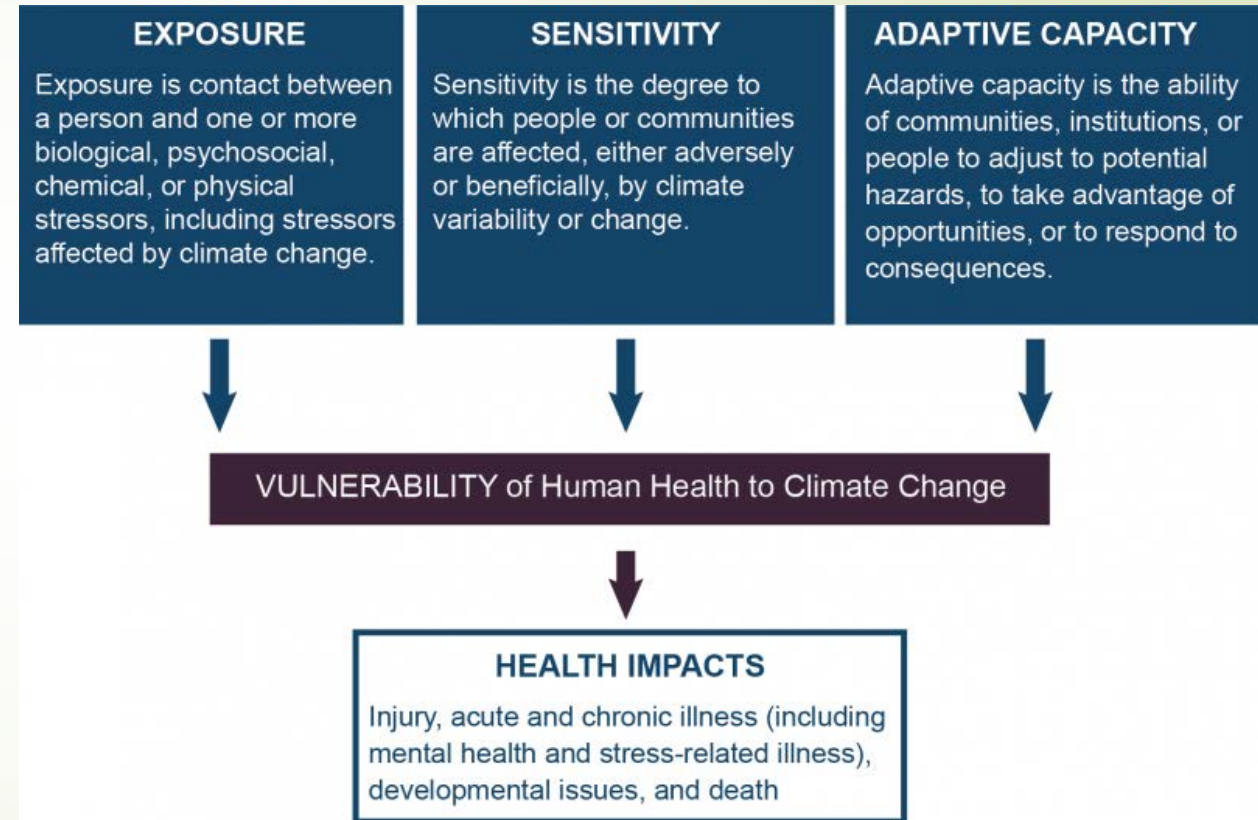 EXPOSURE
Exposure is contact between
a person and one or more
biological, psychosocial,
chemical, or physical
stressors, including stressors
affected by climate change.
SENSITIVITY
Sensitivity is the degree to
which people or communities
are affected, either adversely
or beneficially, by climate
variability or change.
ADAPTIVE CAPACITY
Adaptive capacity is the ability
of communities, institutions, or
people to adjust to potential
hazards, to take advantage of
opportunities, or to respond to
consequences.
VULNERABILITY of Human Health to Climate Change
HEALTH IMPACTS
Injury, acute and chronic illness (including
mental health and stress-related illness),
developmental issues, and death